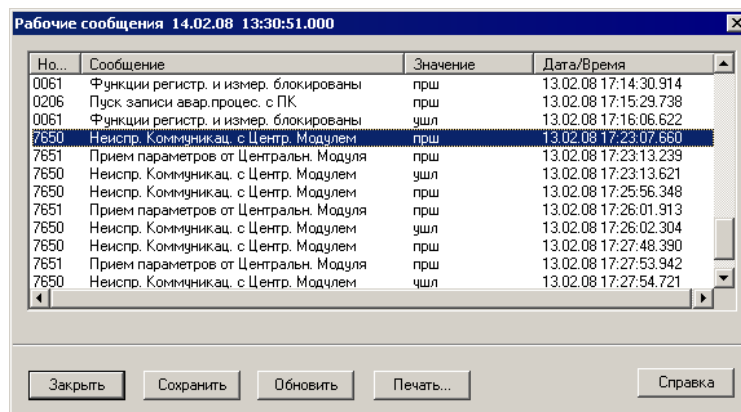 Рабочие сообщения 14.02.08 13:30:51.000
Но... Сообщение Значение Дата/Время
0061 Функции регистр. и измер. блокированы прш 13.02.08 17:14:30.914
0206 Пуск записи авар.процес. с ПК прш 13.02.08 17:15:29.738
0061 Функции регистр. и измер. блокированы ушл 13.02.08 17:16:06.622
7650 Неиспр. Коммуникац. с Центр. Модулем прш 13.02.08 17:23:07.660
7651 Прием параметров от Центральн. Модуля прш 13.02.08 17:23:13.239
7650 Неиспр. Коммуникац. с Центр. Модулем ушл 13.02.08 17:23:13.621
7650 Неиспр. Коммуникац. с Центр. Модулем прш 13.02.08 17:25:56.348
7651 Прием параметров от Центральн. Модуля прш 13.02.08 17:26:01.913
7650 Неиспр. Коммуникац. с Центр. Модулем ушл 13.02.08 17:26:02.304
7650 Неиспр. Коммуникац. с Центр. Модулем прш 13.02.08 17:27:48.390
7651 Прием параметров от Центральн. Модуля прш 13.02.08 17:27:53.942
7650 Неиспр. Коммуникац. с Центр. Модулем ушл 13.02.08 17:27:54.721
Закрыть Сохранить Обновить Печать... Справка